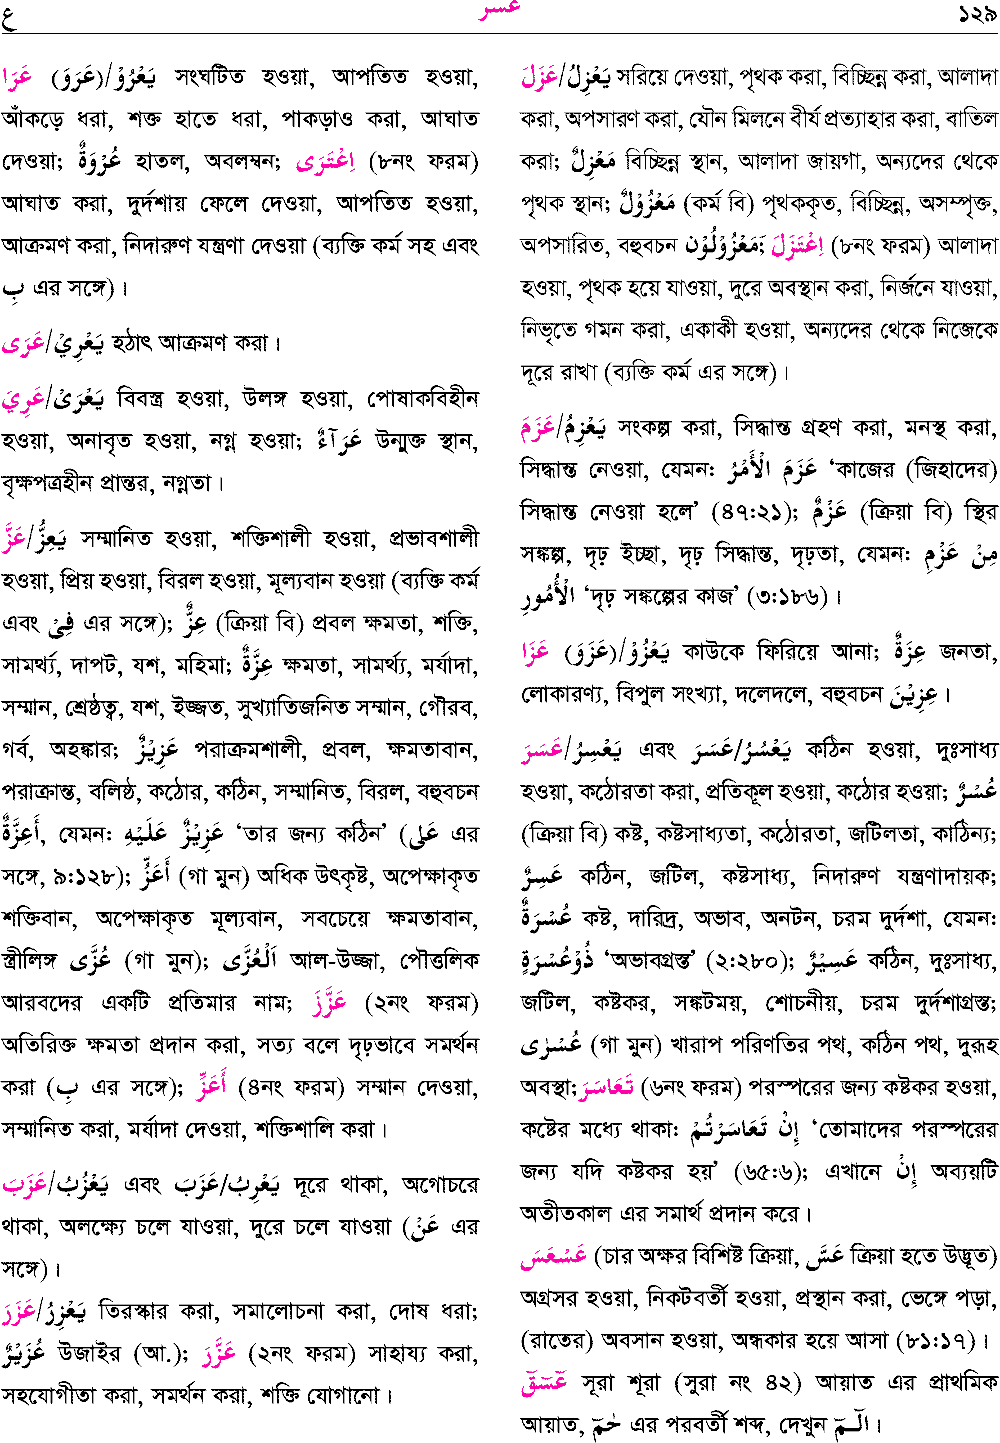 ع عسر ১২৯
عَرَا (عَرَوَ)/يَعْرُوْ সংঘটিত হওয়া, আপতিত হওয়া,
আঁকড়ে ধরা, শক্ত হাতে ধরা, পাকড়াও করা, আঘাত
দেওয়া; عُرْوَةٌ হাতল, অবলম্বন; اِعْتَرَى (৮নং ফরম)
আঘাত করা, দুর্দশায় ফেলে দেওয়া, আপতিত হওয়া,
আক্রমণ করা, নিদারুণ যন্ত্রণা দেওয়া (ব্যক্তি কর্ম সহ এবং
بِ এর সঙ্গে)।
عَرَى/يَعْرِيْ হঠাৎ আক্রমণ করা।
عَرِيَ/يَعْرَىْ বিবস্ত্র হওয়া, উলঙ্গ হওয়া, পোষাকবিহীন
হওয়া, অনাবৃত হওয়া, নগ্ন হওয়া; عَرَآءٌ উন্মুক্ত স্থান,
বৃক্ষপত্রহীন প্রান্তর, নগ্নতা।
عَزَّ/يَعِزُّ সম্মানিত হওয়া, শক্তিশালী হওয়া, প্রভাবশালী
হওয়া, প্রিয় হওয়া, বিরল হওয়া, মূল্যবান হওয়া (ব্যক্তি কর্ম
এবং فِىْ এর সঙ্গে); عِزٌّ (ক্রিয়া বি) প্রবল ক্ষমতা, শক্তি,
সামর্থ্য, দাপট, যশ, মহিমা; عِزَّةٌ ক্ষমতা, সামর্থ্য, মর্যাদা,
সম্মান, শ্রেষ্ঠত্ব, যশ, ইজ্জত, সুখ্যাতিজনিত সম্মান, গৌরব,
গর্ব, অহঙ্কার; عَزِيْزٌ পরাক্রমশালী, প্রবল, ক্ষমতাবান,
পরাক্রান্ত, বলিষ্ঠ, কঠোর, কঠিন, সম্মানিত, বিরল, বহুবচন
أَعِزَّةٌ, যেমন: عَزِيْزٌ عَلَيْهِ ‘তার জন্য কঠিন’ (عَلٰى এর
সঙ্গে, ৯:১২৮); أَعَزُّ (গা মুন) অধিক উৎকৃষ্ট, অপেক্ষাকৃত
শক্তিবান, অপেক্ষাকৃত মূল্যবান, সবচেয়ে ক্ষমতাবান,
স্ত্রীলিঙ্গ عُزَّى (গা মুন); اَلْعُزَّى আল-উজ্জা, পৌত্তলিক
আরবদের একটি প্রতিমার নাম; عَزَّزَ (২নং ফরম)
অতিরিক্ত ক্ষমতা প্রদান করা, সত্য বলে দৃঢ়ভাবে সমর্থন
করা (بِ এর সঙ্গে); أَعَزِّ (৪নং ফরম) সম্মান দেওয়া,
সম্মানিত করা, মর্যাদা দেওয়া, শক্তিশালি করা।
عَزَبَ/يَعْزُبُ এবং عَزَبَ/يَعْرِبُ দূরে থাকা, অগোচরে
থাকা, অলক্ষ্যে চলে যাওয়া, দুরে চলে যাওয়া (عَنْ এর
সঙ্গে)।
عَزَرَ/يَعْزِرُ তিরস্কার করা, সমালোচনা করা, দোষ ধরা;
عُزَيْرٌ উজাইর (আ.); عَزَّرَ (২নং ফরম) সাহায্য করা,
সহযোগীতা করা, সমর্থন করা, শক্তি যোগানো।
عَزَلَ/يَعْزِلُ সরিয়ে দেওয়া, পৃথক করা, বিচ্ছিন্ন করা, আলাদা
করা, অপসারণ করা, যৌন মিলনে বীর্য প্রত্যাহার করা, বাতিল
করা; مَعْزِلٌ বিচ্ছিন্ন স্থান, আলাদা জায়গা, অন্যদের থেকে
পৃথক স্থান; مَعْزُوْلٌ (কর্ম বি) পৃথককৃত, বিচ্ছিন্ন, অসম্পৃক্ত,
অপসারিত, বহুবচন مَعْزُوْلُوْن; اِعْتَزَلَ (৮নং ফরম) আলাদা
হওয়া, পৃথক হয়ে যাওয়া, দুরে অবস্থান করা, নির্জনে যাওয়া,
নিভৃতে গমন করা, একাকী হওয়া, অন্যদের থেকে নিজেকে
দূরে রাখা (ব্যক্তি কর্ম এর সঙ্গে)।
عَزَمَ/يَعْزِمُ সংকল্প করা, সিদ্ধান্ত গ্রহণ করা, মনস্থ করা,
সিদ্ধান্ত নেওয়া, যেমন: عَزَمَ الْأَمْرُ ‘কাজের (জিহাদের)
সিদ্ধান্ত নেওয়া হলে’ (৪৭:২১); عَزْمٌ (ক্রিয়া বি) স্থির
সঙ্কল্প, দৃঢ় ইচ্ছা, দৃঢ় সিদ্ধান্ত, দৃঢ়তা, যেমন: مِنْ عَزْمِ
الْأُمُورِ ‘দৃঢ় সঙ্কল্পের কাজ’ (৩:১৮৬)।
عَزَا (عَزَوَ)/يَعْزُوْ কাউকে ফিরিয়ে আনা; عِزَةٌ জনতা,
লোকারণ্য, বিপুল সংখ্যা, দলেদলে, বহুবচন عِزِيْنَ।
عَسَرَ/يَعْسِرُ এবং عَسَرَ/يَعْسُرُ কঠিন হওয়া, দুঃসাধ্য
হওয়া, কঠোরতা করা, প্রতিকূল হওয়া, কঠোর হওয়া; عُسْرٌ
(ক্রিয়া বি) কষ্ট, কষ্টসাধ্যতা, কঠোরতা, জটিলতা, কাঠিন্য;
عَسِرٌ কঠিন, জটিল, কষ্টসাধ্য, নিদারুণ যন্ত্রণাদায়ক;
عُسْرَةٌ কষ্ট, দারিদ্র, অভাব, অনটন, চরম দুর্দশা, যেমন:
ذُوْعُسْرَةٍ ‘অভাবগ্রস্ত’ (২:২৮০); عَسِيْرٌ কঠিন, দুঃসাধ্য,
জটিল, কষ্টকর, সঙ্কটময়, শোচনীয়, চরম দুর্দশাগ্রস্ত;
عُسْرٰى (গা মুন) খারাপ পরিণতির পথ, কঠিন পথ, দুরূহ
অবস্থা; تَعَاسَرَ (৬নং ফরম) পরস্পরের জন্য কষ্টকর হওয়া,
কষ্টের মধ্যে থাকা: إِنْ تَعَاسَرْتُمْ ‘তোমাদের পরস্পরের
জন্য যদি কষ্টকর হয়’ (৬৫:৬); এখানে إِنْ অব্যয়টি
অতীতকাল এর সমার্থ প্রদান করে।
عَسْعَسَ (চার অক্ষর বিশিষ্ট ক্রিয়া, عَسَّ ক্রিয়া হতে উদ্ভূত)
অগ্রসর হওয়া, নিকটবর্তী হওয়া, প্রস্থান করা, ভেঙ্গে পড়া,
(রাতের) অবসান হওয়া, অন্ধকার হয়ে আসা (৮১:১৭)।
عٓسٓقٓ সূরা শূরা (সুরা নং ৪২) আয়াত এর প্রাথমিক
আয়াত, حٰمٓ এর পরবর্তী শব্দ, দেখুন الٓـمٓ।